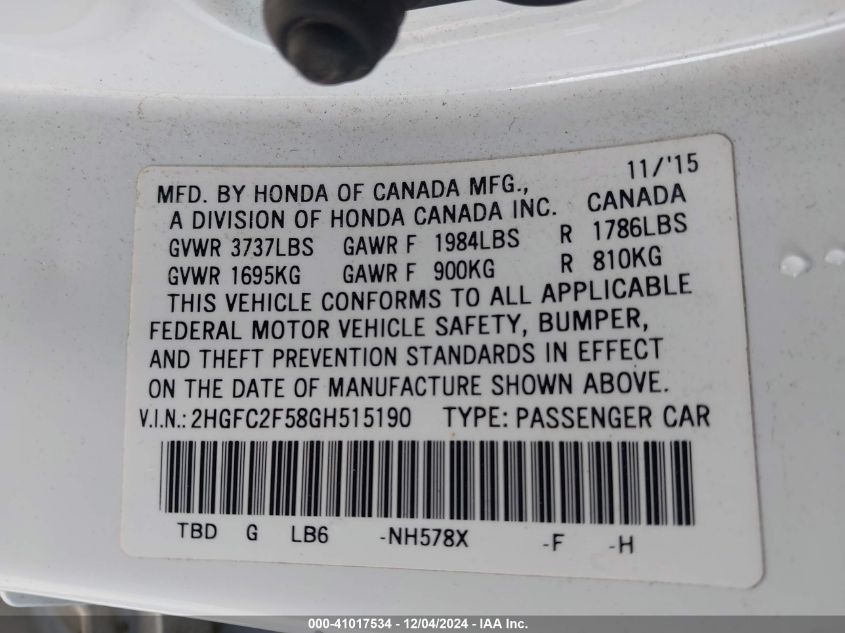 11/'15
MFD. BY HONDA OF CANADA MFG.,
A DIVISION OF HONDA CANADA INC. CANADA
GVWR 3737LBS GAWR F 1984LBS R 1786LBS
GVWR 1695KG GAWR F 900KG R 810KG
THIS VEHICLE CONFORMS TO ALL APPLICABLE
FEDERAL MOTOR VEHICLE SAFETY, BUMPER,
AND THEFT PREVENTION STANDARDS IN EFFECT
ON THE DATE OF MANUFACTURE SHOWN ABOVE.
V.I.N.: 2HGFC2F58GH515190 TYPE: PASSENGER CAR
TBD G LB6 -NH578X -F -H
000-41017534 - 12/04/2024 - IAA Inc.